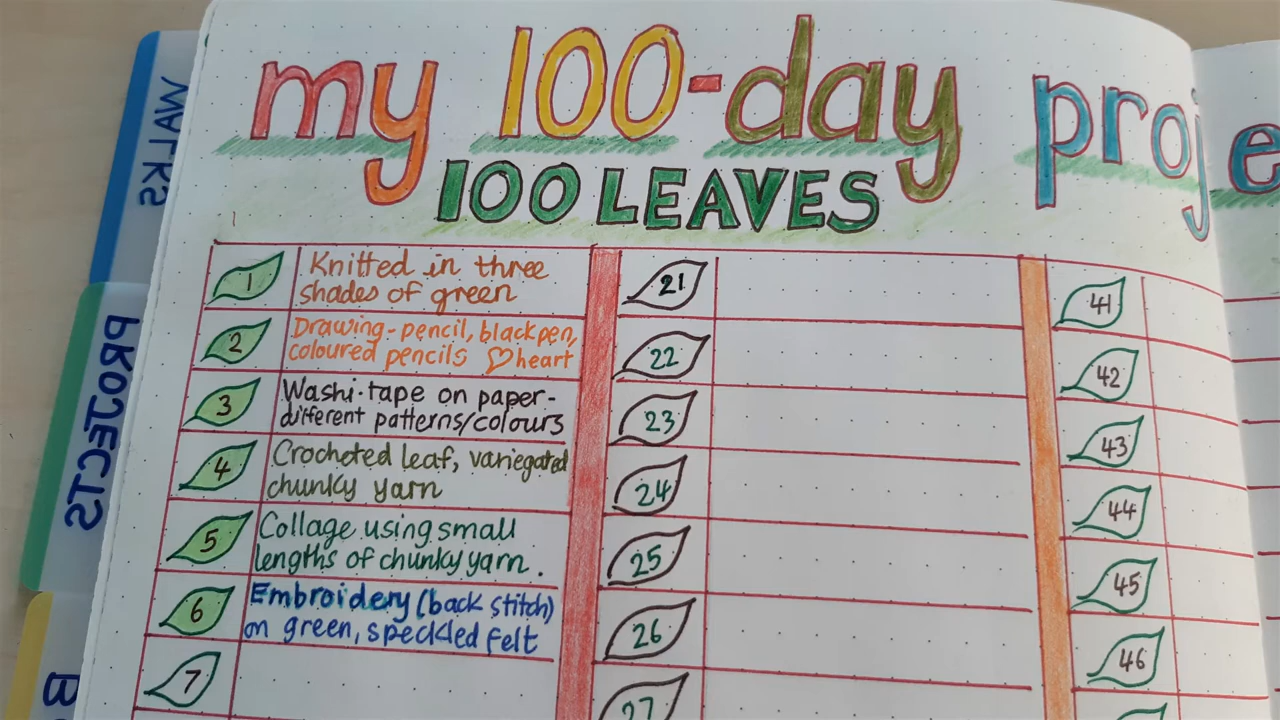 my 100-day proje
100 LEAVES
1 Knitted in three
shades of green
2 Drawing - pencil, black pen,
coloured pencils ♡ heart
3 Washi-tape on paper-
different patterns/colours
4 Crocheted leaf, variegated
chunky yarn
5 Collage using small
lengths of chunky yarn.
6 Embroidery (back stitch)
on green, speckled felt
7
21
22
23
24
25
26
27
41
42
43
44
45
46
WALKS
PROJECTS